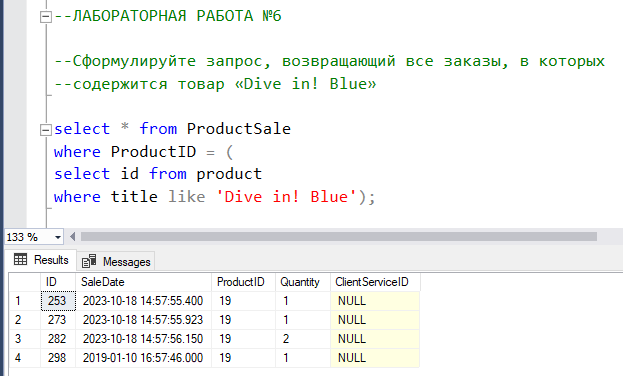 --ЛАБОРАТОРНАЯ РАБОТА №6
--Сформулируйте запрос, возвращающий все заказы, в которых
--содержится товар «Dive in! Blue»
select * from ProductSale
where ProductID = (
select id from product
where title like 'Dive in! Blue');
133 %
Results Messages
ID SaleDate ProductID Quantity ClientServiceID
1 253 2023-10-18 14:57:55.400 19 1 NULL
2 273 2023-10-18 14:57:55.923 19 1 NULL
3 282 2023-10-18 14:57:56.150 19 2 NULL
4 298 2019-01-10 16:57:46.000 19 1 NULL